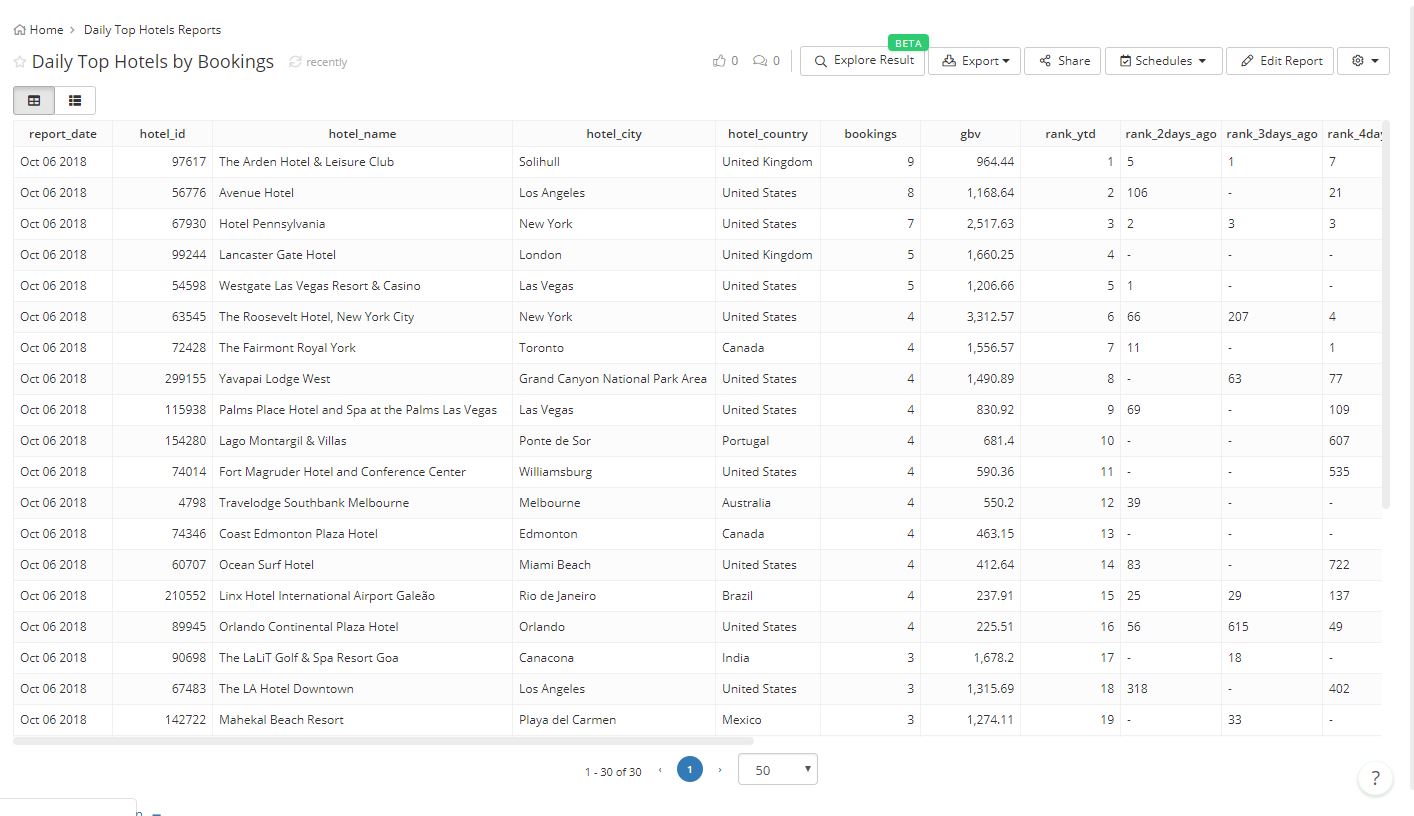 Home > Daily Top Hotels Reports
BETA
Daily Top Hotels by Bookings recently 0 0 Explore Result Export Share Schedules Edit Report
report_date hotel_id hotel_name hotel_city hotel_country bookings gbv rank_ytd rank_2days_ago rank_3days_ago rank_4day
Oct 06 2018 97617 The Arden Hotel & Leisure Club Solihull United Kingdom 9 964.44 1 5 1 7
Oct 06 2018 56776 Avenue Hotel Los Angeles United States 8 1,168.64 2 106 - 21
Oct 06 2018 67930 Hotel Pennsylvania New York United States 7 2,517.63 3 2 3 3
Oct 06 2018 99244 Lancaster Gate Hotel London United Kingdom 5 1,660.25 4 - - -
Oct 06 2018 54598 Westgate Las Vegas Resort & Casino Las Vegas United States 5 1,206.66 5 1 - -
Oct 06 2018 63545 The Roosevelt Hotel, New York City New York United States 4 3,312.57 6 66 207 4
Oct 06 2018 72428 The Fairmont Royal York Toronto Canada 4 1,556.57 7 11 - 1
Oct 06 2018 299155 Yavapai Lodge West Grand Canyon National Park Area United States 4 1,490.89 8 - 63 77
Oct 06 2018 115938 Palms Place Hotel and Spa at the Palms Las Vegas Las Vegas United States 4 830.92 9 69 - 109
Oct 06 2018 154280 Lago Montargil & Villas Ponte de Sor Portugal 4 681.4 10 - - 607
Oct 06 2018 74014 Fort Magruder Hotel and Conference Center Williamsburg United States 4 590.36 11 - - 535
Oct 06 2018 4798 Travelodge Southbank Melbourne Melbourne Australia 4 550.2 12 39 - -
Oct 06 2018 74346 Coast Edmonton Plaza Hotel Edmonton Canada 4 463.15 13 - - -
Oct 06 2018 60707 Ocean Surf Hotel Miami Beach United States 4 412.64 14 83 - 722
Oct 06 2018 210552 Linx Hotel International Airport Galeão Rio de Janeiro Brazil 4 237.91 15 25 29 137
Oct 06 2018 89945 Orlando Continental Plaza Hotel Orlando United States 4 225.51 16 56 615 49
Oct 06 2018 90698 The LaLiT Golf & Spa Resort Goa Canacona India 3 1,678.2 17 - 18 -
Oct 06 2018 67483 The LA Hotel Downtown Los Angeles United States 3 1,315.69 18 318 - 402
Oct 06 2018 142722 Mahekal Beach Resort Playa del Carmen Mexico 3 1,274.11 19 - 33 -
1 - 30 of 30 ‹ 1 › 50
?